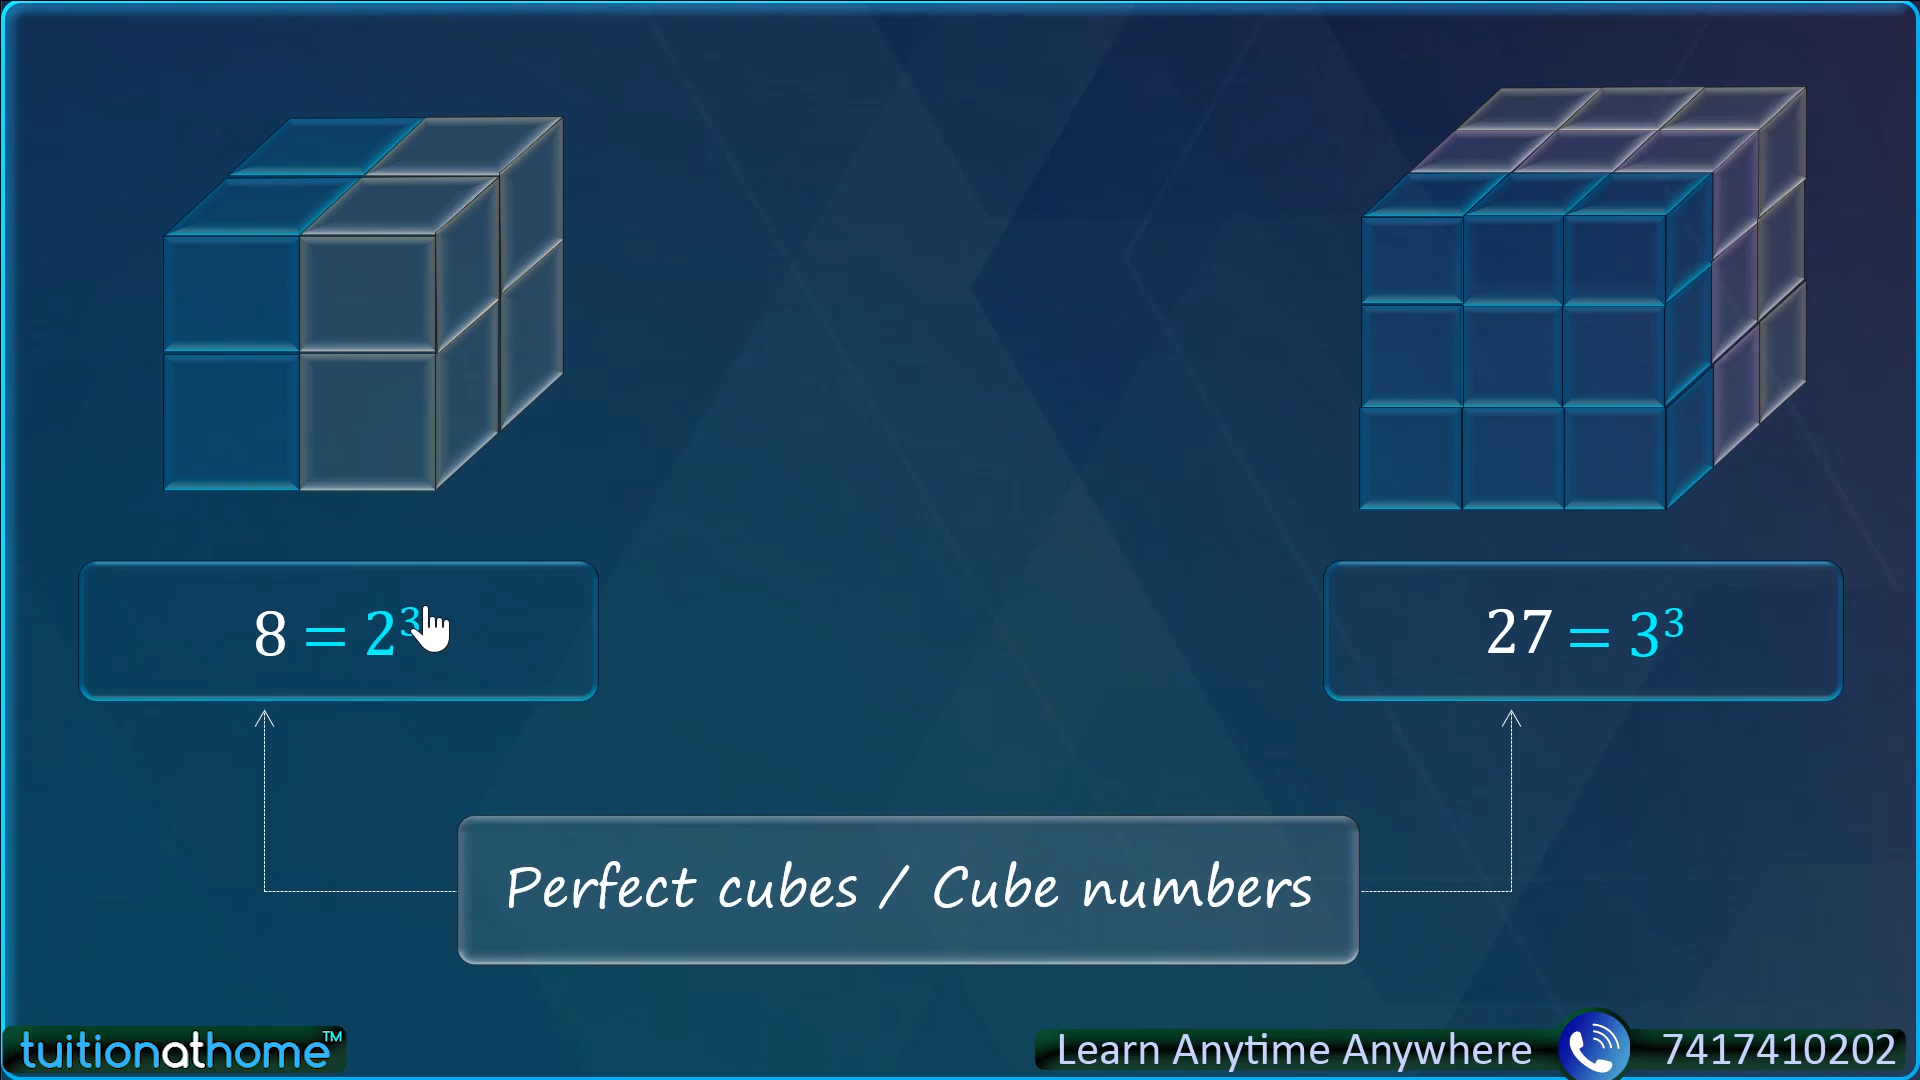 8 = 2³
27 = 3³
Perfect cubes / Cube numbers
tuitionathome™
Learn Anytime Anywhere 7417410202